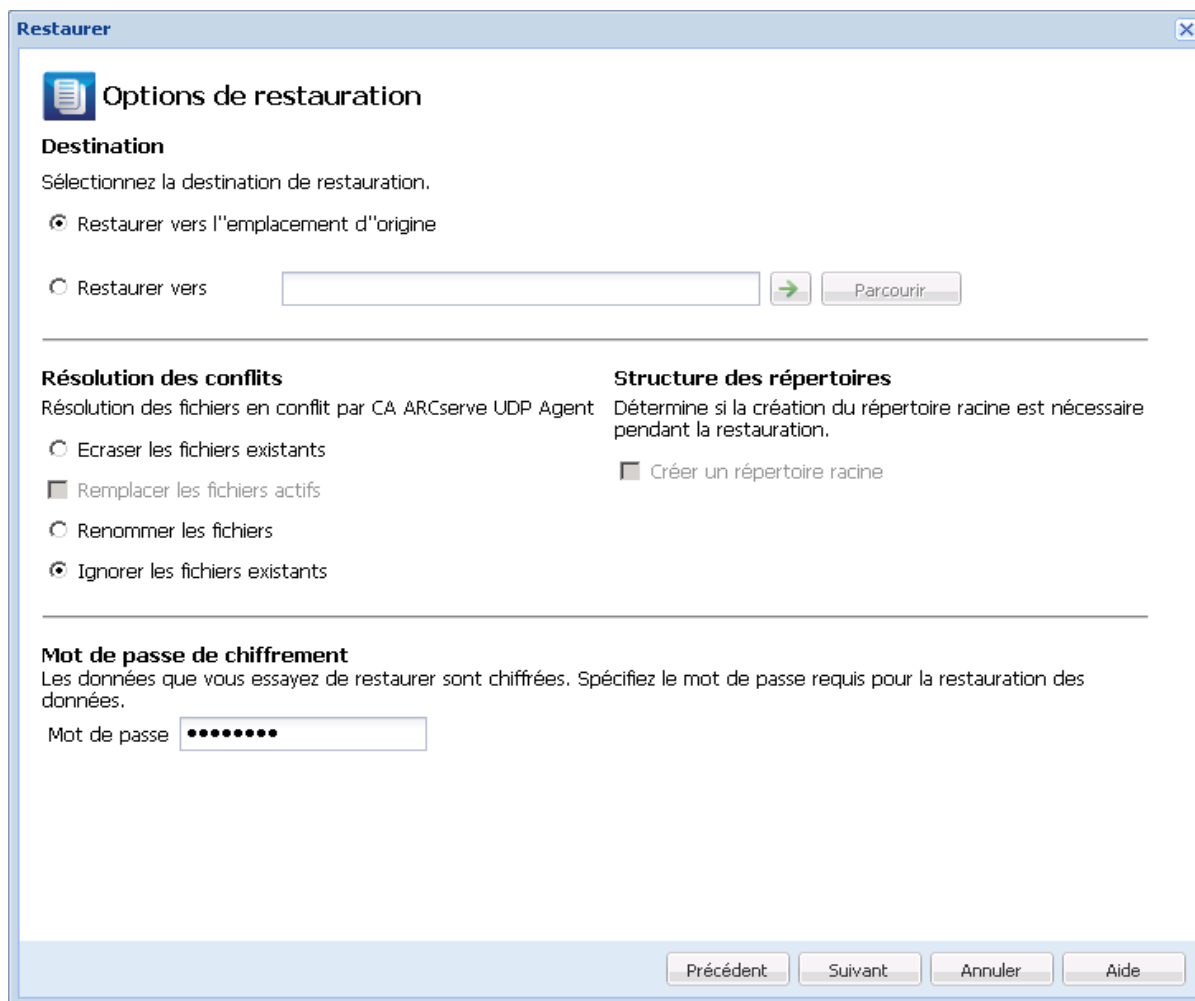 Restaurer
Options de restauration
Destination
Sélectionnez la destination de restauration.
Restaurer vers l''emplacement d''origine
Restaurer vers
Parcourir
Résolution des conflits
Résolution des fichiers en conflit par CA ARCserve UDP Agent
Ecraser les fichiers existants
Remplacer les fichiers actifs
Renommer les fichiers
Ignorer les fichiers existants
Structure des répertoires
Détermine si la création du répertoire racine est nécessaire
pendant la restauration.
Créer un répertoire racine
Mot de passe de chiffrement
Les données que vous essayez de restaurer sont chiffrées. Spécifiez le mot de passe requis pour la restauration des
données.
Mot de passe ••••••••
Précédent Suivant Annuler Aide